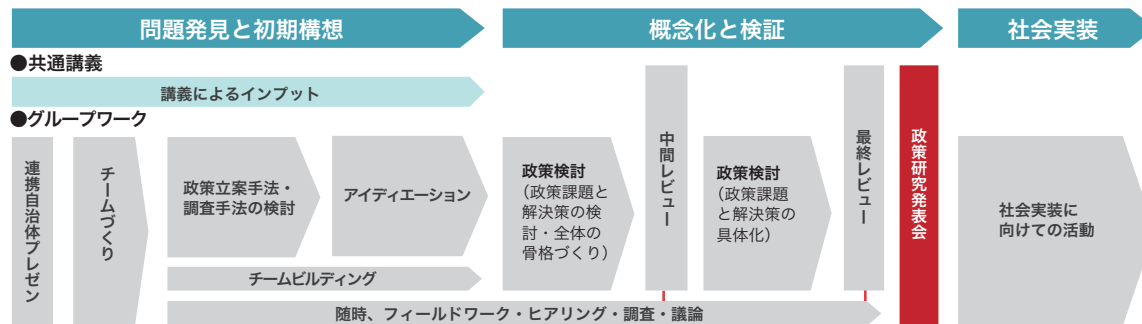 問題発見と初期構想
概念化と検証
社会実装
●共通講義
講義によるインプット
●グループワーク
連携自治体プレゼン
チームづくり
政策立案手法・
調査手法の検討
アイディエーション
チームビルディング
政策検討
（政策課題と
解決策の検
討・全体の
骨格づくり）
中間レビュー
政策検討
（政策課題
と解決策の
具体化）
最終レビュー
政策研究発表会
社会実装に
向けての活動
随時、フィールドワーク・ヒアリング・調査・議論